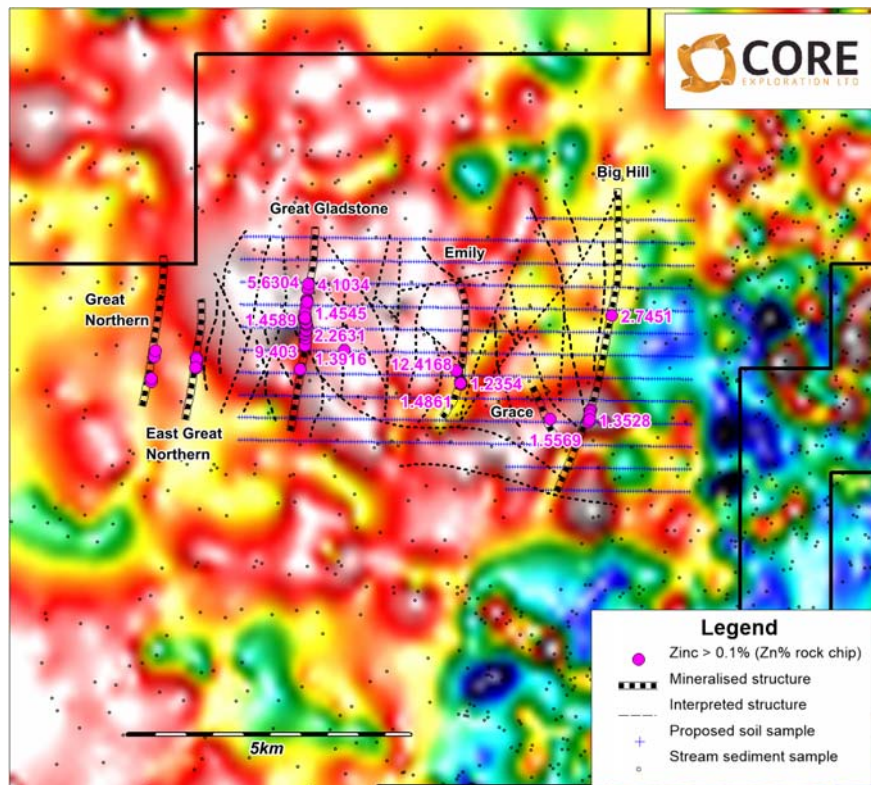 CORE
EXPLORATION LTD
Big Hill
Great Gladstone
Emily
5.6304 4.1034
Great
Northern
1.4589 1.4545
2.7451
2.2631
9.403
1.3916
12.4168
1.2354
1.4861
Grace
1.3528
East Great
Northern
1.5569
Legend
Zinc > 0.1% (Zn% rock chip)
Mineralised structure
Interpreted structure
Proposed soil sample
Stream sediment sample
5km